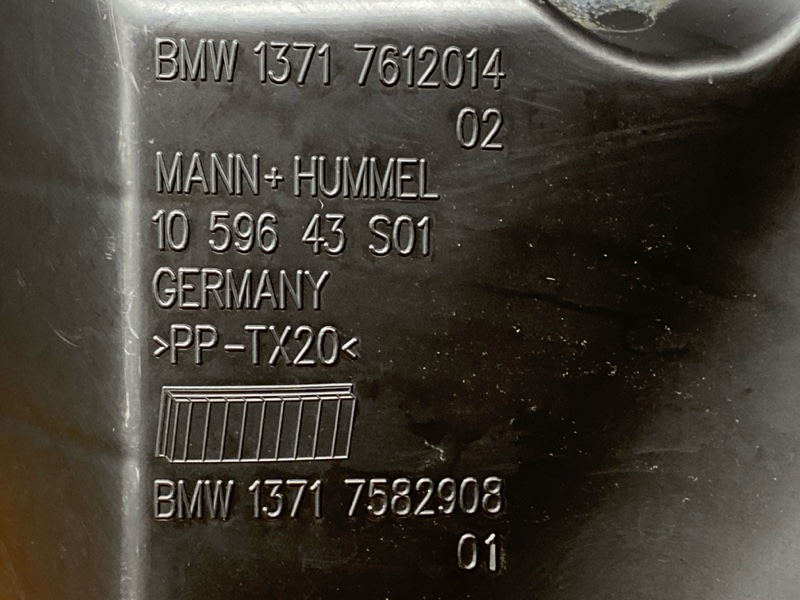 BMW 1371 7612014
02
MANN+HUMMEL
10 596 43 S01
GERMANY
>PP-TX20<
BMW 1371 7582908
01